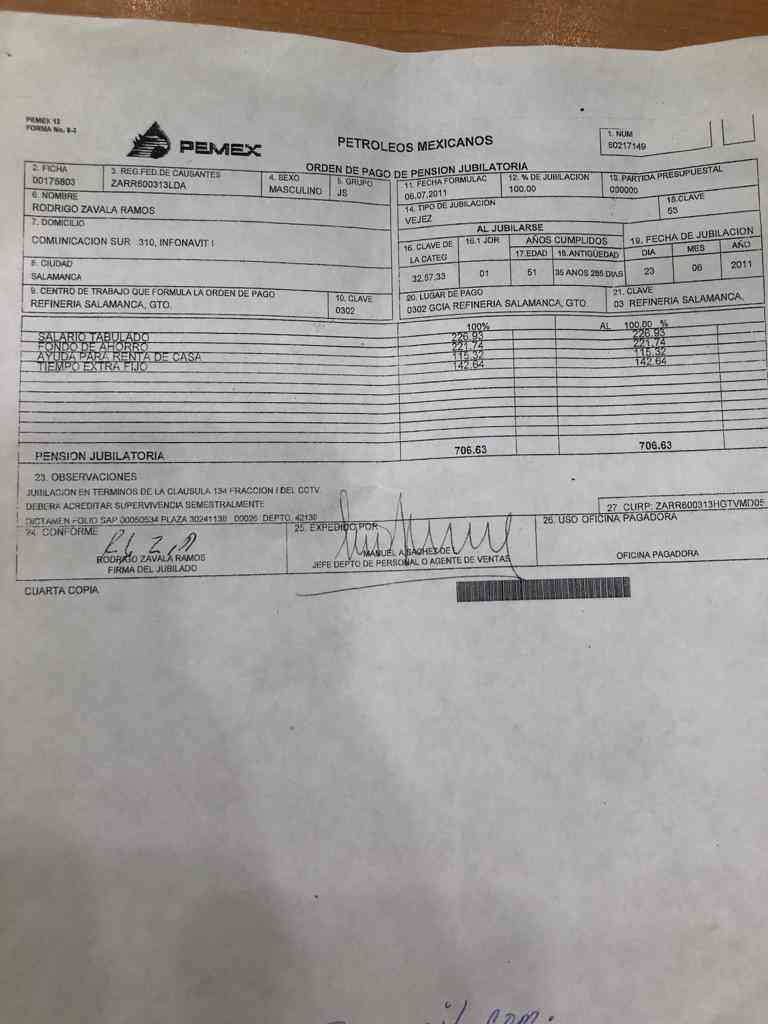 PEMEX 12
FORMA No. 8-3
PEMEX
PETROLEOS MEXICANOS
1. NUM
60217149
ORDEN DE PAGO DE PENSION JUBILATORIA
2. FICHA
00175803
3. REG.FED.DE CAUSANTES
ZARR600313LDA
4. SEXO
MASCULINO
5. GRUPO
JS
11. FECHA FORMULAC
06.07.2011
12. % DE JUBILACION
100.00
13. PARTIDA PRESUPUESTAL
000000
6. NOMBRE
RODRIGO ZAVALA RAMOS
14. TIPO DE JUBILACION
VEJEZ
15.CLAVE
53
7. DOMICILIO
COMUNICACION SUR .310, INFONAVIT I
AL JUBILARSE
16. CLAVE DE
LA CATEG
32.57.33
16.1 JOR
01
AÑOS CUMPLIDOS
17.EDAD
51
18.ANTIGÜEDAD
35 ANOS 285 DIAS
19. FECHA DE JUBILACION
DIA MES AÑO
23 06 2011
8. CIUDAD
SALAMANCA
9. CENTRO DE TRABAJO QUE FORMULA LA ORDEN DE PAGO
REFINERIA SALAMANCA, GTO.
10. CLAVE
0302
20. LUGAR DE PAGO
0302 GCIA REFINERIA SALAMANCA, GTO.
21. CLAVE
03 REFINERIA SALAMANCA,
100% AL 100.00 %
SALARIO TABULADO 226.93 226.93
FONDO DE AHORRO 221.74 221.74
AYUDA PARA RENTA DE CASA 115.32 115.32
TIEMPO EXTRA FIJO 142.64 142.64
PENSION JUBILATORIA 706.63 706.63
23. OBSERVACIONES
JUBILACION EN TERMINOS DE LA CLAUSULA 134 FRACCION I DEL CCTV
DEBERA ACREDITAR SUPERVIVENCIA SEMESTRALMENTE
DICTAMEN FOLIO SAP 00050534 PLAZA 30241138 00026 DEPTO. 42130
27. CURP: ZARR600313HGTVMD05
24. CONFORME
RODRIGO ZAVALA RAMOS
FIRMA DEL JUBILADO
25. EXPEDIDO POR
MANUEL A.SACHEZ DE
JEFE DEPTO DE PERSONAL O AGENTE DE VENTAS
26. USO OFICINA PAGADORA
OFICINA PAGADORA
CUARTA COPIA